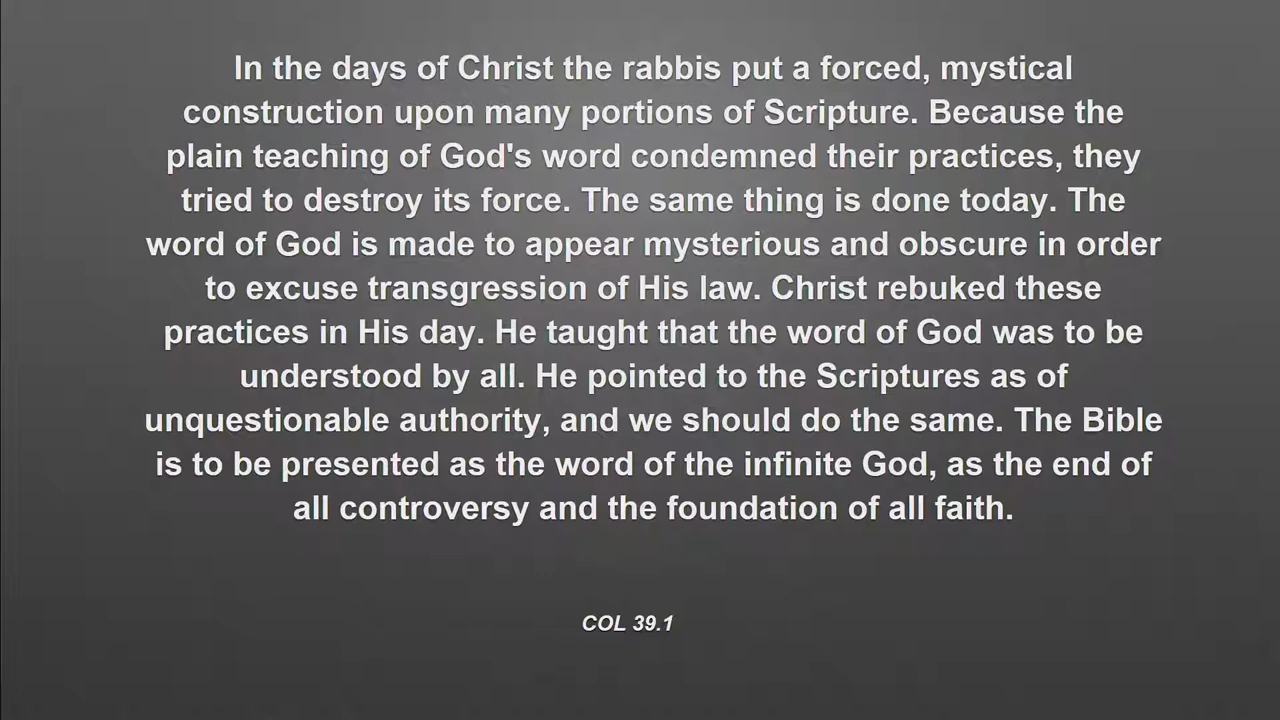 In the days of Christ the rabbis put a forced, mystical
construction upon many portions of Scripture. Because the
plain teaching of God's word condemned their practices, they
tried to destroy its force. The same thing is done today. The
word of God is made to appear mysterious and obscure in order
to excuse transgression of His law. Christ rebuked these
practices in His day. He taught that the word of God was to be
understood by all. He pointed to the Scriptures as of
unquestionable authority, and we should do the same. The Bible
is to be presented as the word of the infinite God, as the end of
all controversy and the foundation of all faith.
COL 39.1